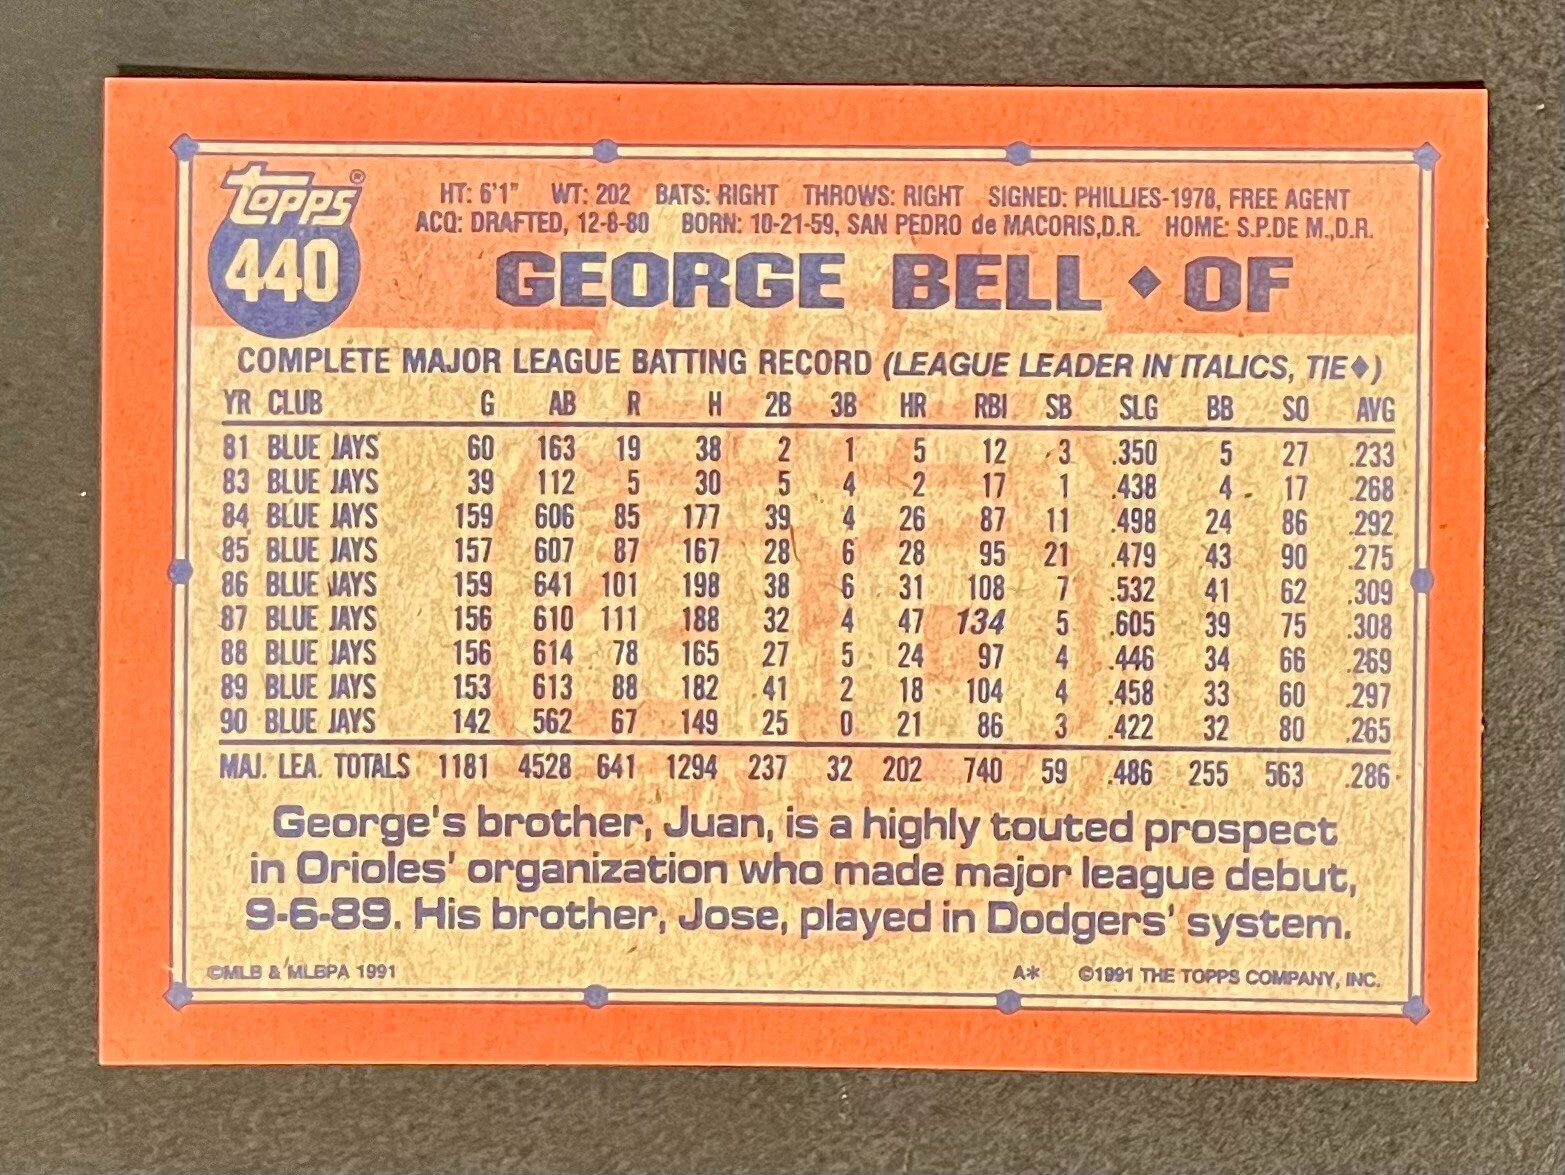 Topps®
440
HT: 6'1" WT: 202 BATS: RIGHT THROWS: RIGHT SIGNED: PHILLIES-1978, FREE AGENT
ACQ: DRAFTED, 12-8-80 BORN: 10-21-59, SAN PEDRO de MACORIS,D.R. HOME: S.P.DE M.,D.R.
GEORGE BELL ♦ OF
COMPLETE MAJOR LEAGUE BATTING RECORD (LEAGUE LEADER IN ITALICS, TIE♦)
YR CLUB G AB R H 2B 3B HR RBI SB SLG BB SO AVG
81 BLUE JAYS 60 163 19 38 2 1 5 12 3 .350 5 27 .233
83 BLUE JAYS 39 112 5 30 5 4 2 17 1 .438 4 17 .268
84 BLUE JAYS 159 606 85 177 39 4 26 87 11 .498 24 86 .292
85 BLUE JAYS 157 607 87 167 28 6 28 95 21 .479 43 90 .275
86 BLUE JAYS 159 641 101 198 38 6 31 108 7 .532 41 62 .309
87 BLUE JAYS 156 610 111 188 32 4 47 134 5 .605 39 75 .308
88 BLUE JAYS 156 614 78 165 27 5 24 97 4 .446 34 66 .269
89 BLUE JAYS 153 613 88 182 41 2 18 104 4 .458 33 60 .297
90 BLUE JAYS 142 562 67 149 25 0 21 86 3 .422 32 80 .265
MAJ. LEA. TOTALS 1181 4528 641 1294 237 32 202 740 59 .486 255 563 .286
George's brother, Juan, is a highly touted prospect
in Orioles' organization who made major league debut,
9-6-89. His brother, Jose, played in Dodgers' system.
©MLB & MLBPA 1991 A* ©1991 THE TOPPS COMPANY, INC.